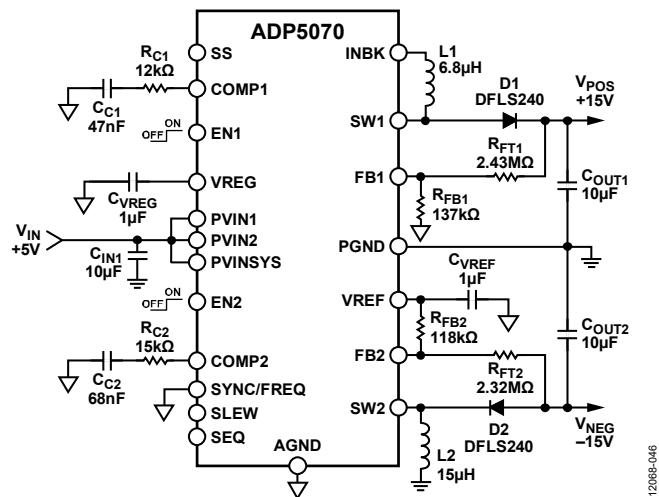 ADP5070
SS
RC1
12kΩ
CC1
47nF
COMP1
ON
OFF
EN1
VREG
CVREG
1µF
VIN
+5V
PVIN1
PVIN2
PVINSYS
CIN1
10µF
ON
OFF
EN2
RC2
15kΩ
CC2
68nF
COMP2
SYNC/FREQ
SLEW
SEQ
AGND
INBK
L1
6.8µH
SW1
D1
DFLS240
VPOS
+15V
FB1
RFT1
2.43MΩ
RFB1
137kΩ
COUT1
10µF
PGND
CVREF
1µF
VREF
RFB2
118kΩ
FB2
RFT2
2.32MΩ
COUT2
10µF
SW2
D2
DFLS240
VNEG
–15V
L2
15µH
12068-046